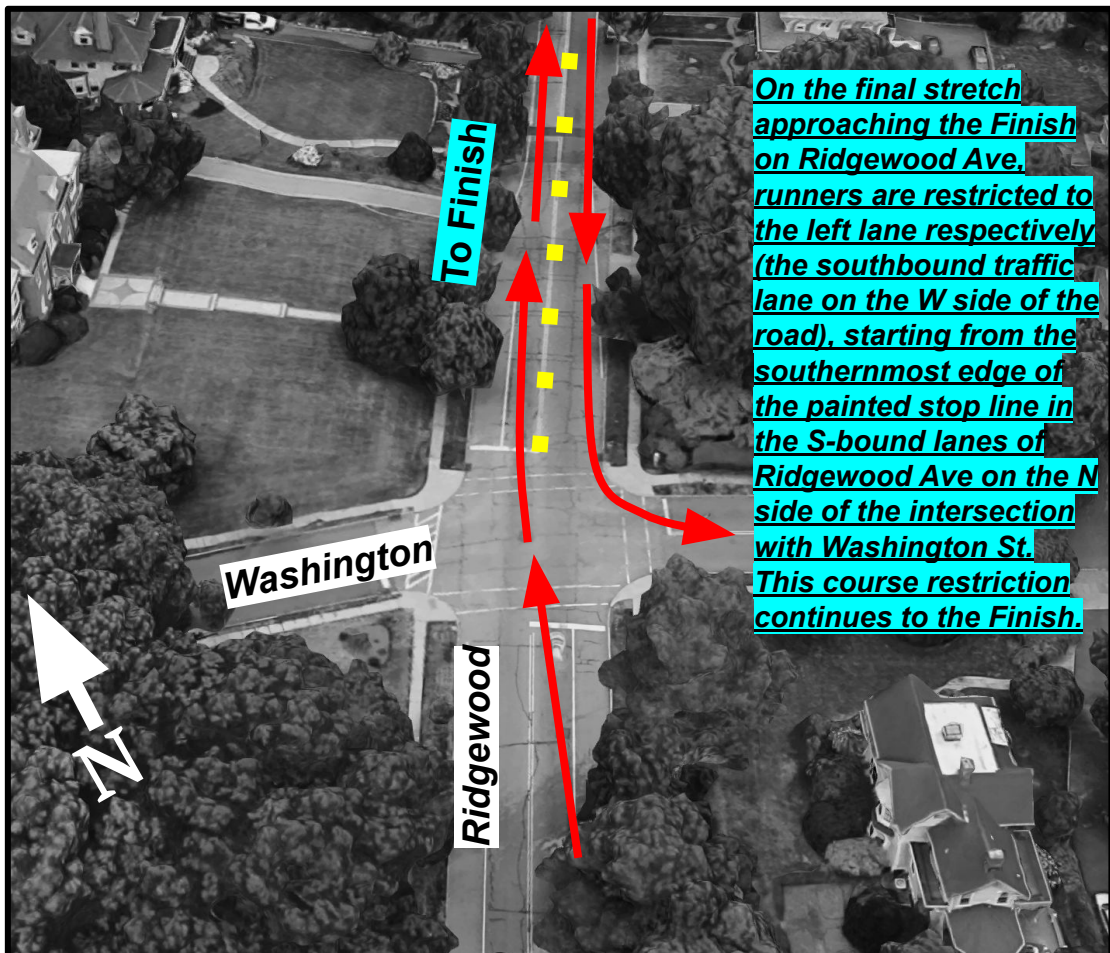 On the final stretch
approaching the Finish
on Ridgewood Ave,
runners are restricted to
the left lane respectively
(the southbound traffic
lane on the W side of the
road), starting from the
southernmost edge of
the painted stop line in
the S-bound lanes of
Ridgewood Ave on the N
side of the intersection
with Washington St.
This course restriction
continues to the Finish.
To Finish
Washington
Ridgewood
N